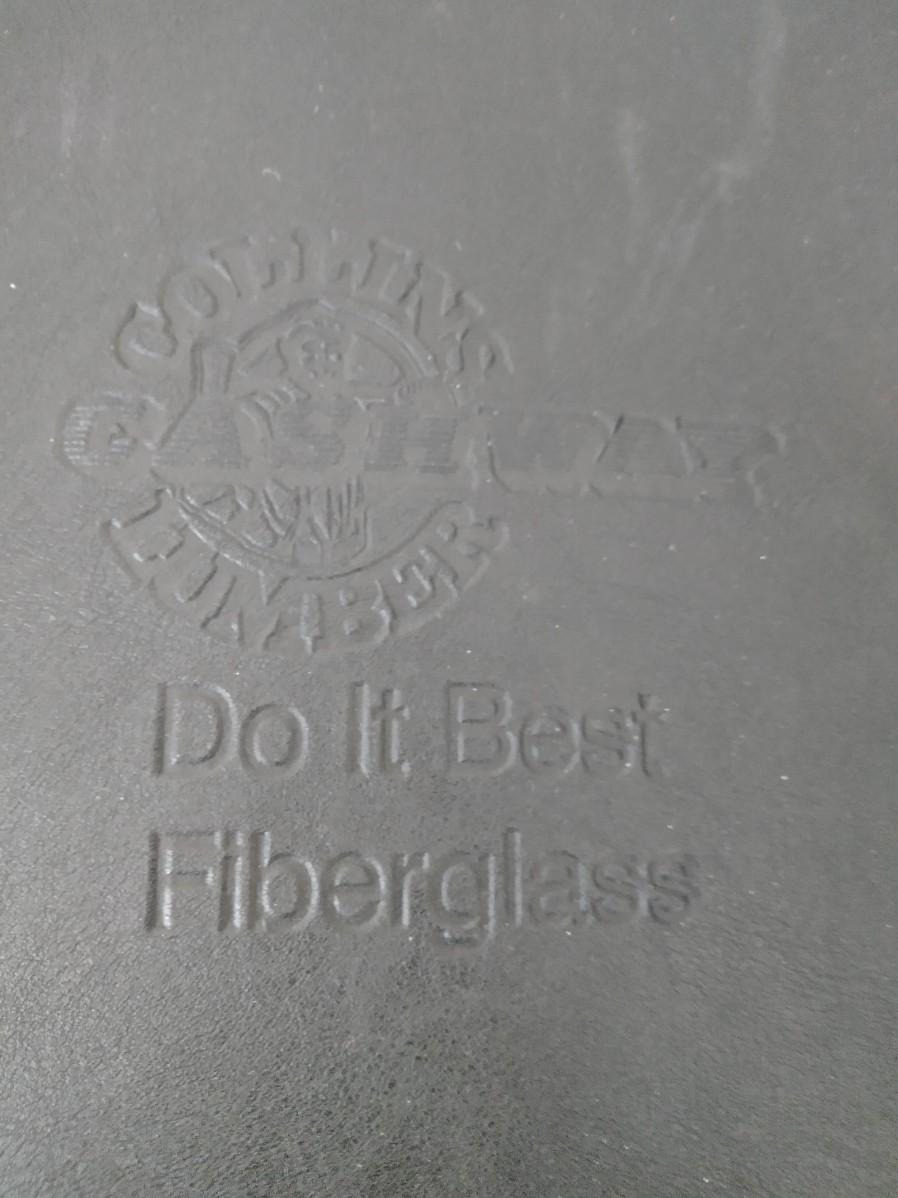 COLLINS
CASHWAY
LUMBER
Do It Best
Fiberglass